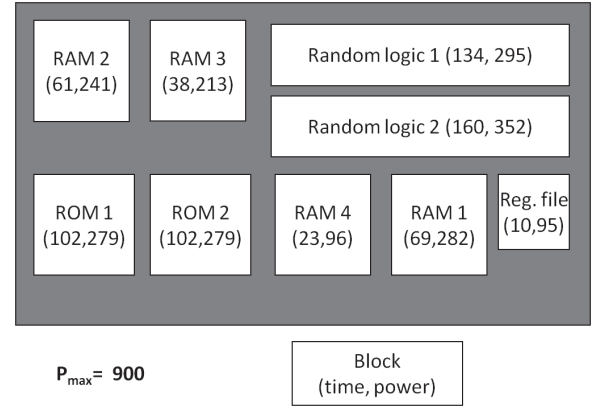 RAM 2
(61,241)
RAM 3
(38,213)
Random logic 1 (134, 295)
Random logic 2 (160, 352)
ROM 1
(102,279)
ROM 2
(102,279)
RAM 4
(23,96)
RAM 1
(69,282)
Reg. file
(10,95)
Pmax= 900
Block
(time, power)